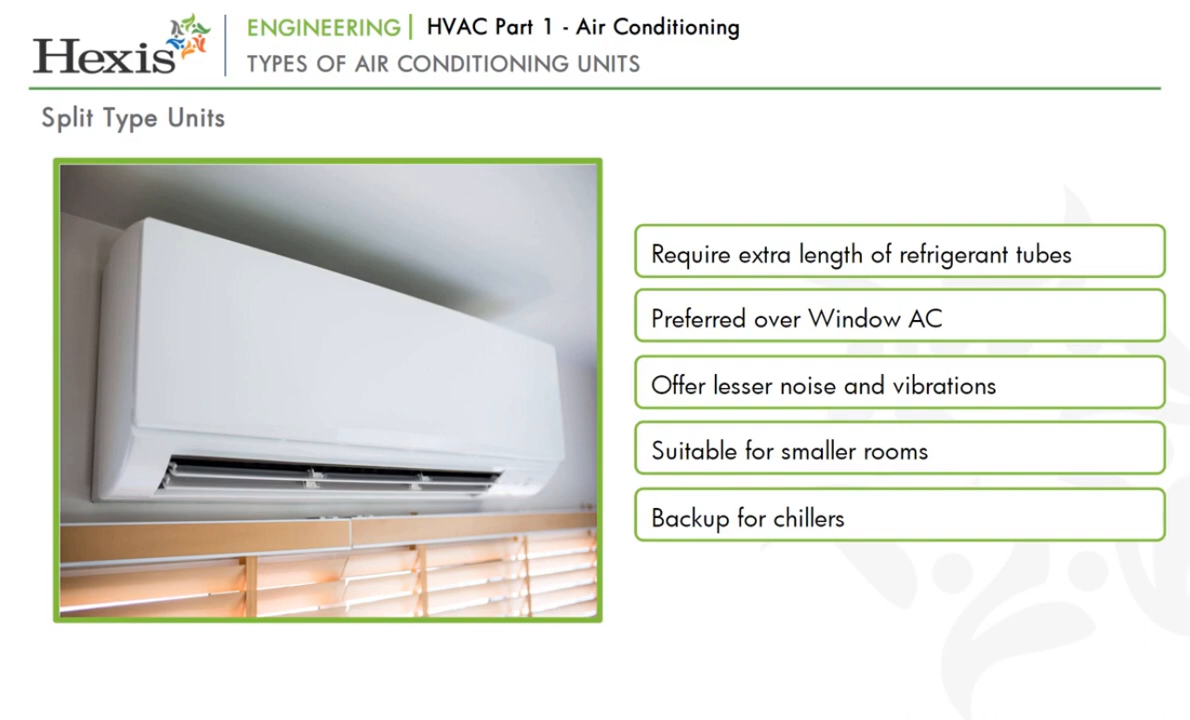 Hexis
ENGINEERING | HVAC Part 1 - Air Conditioning
TYPES OF AIR CONDITIONING UNITS
Split Type Units
Require extra length of refrigerant tubes
Preferred over Window AC
Offer lesser noise and vibrations
Suitable for smaller rooms
Backup for chillers